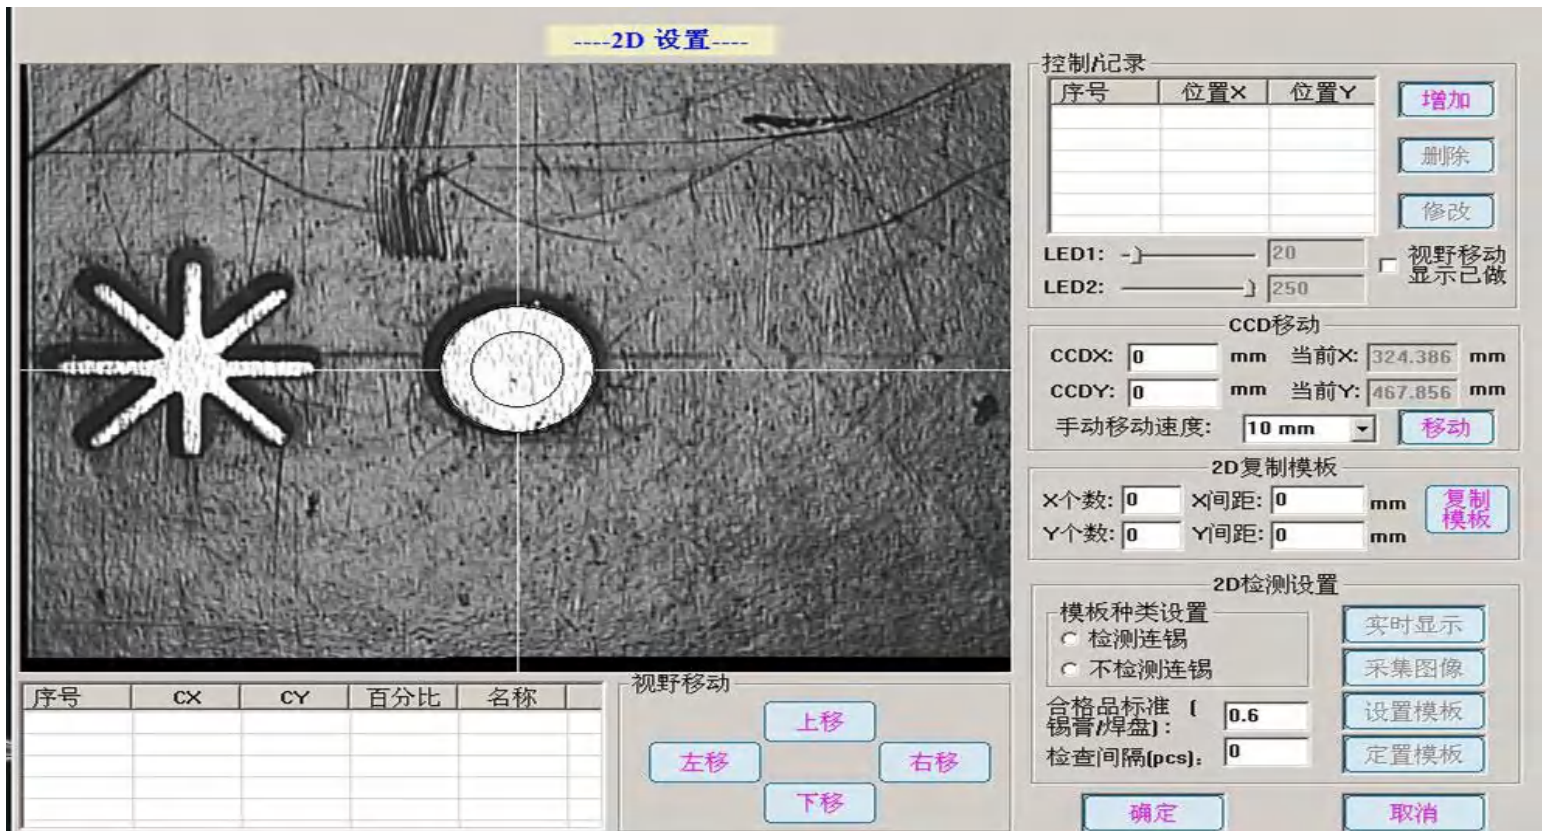 ----2D 设置----
控制/记录
序号 位置X 位置Y
增加
删除
修改
LED1: 20
LED2: 250
视野移动
显示已做
CCD移动
CCDX: 0 mm 当前X: 324.386 mm
CCDY: 0 mm 当前Y: 467.856 mm
手动移动速度: 10 mm 移动
2D复制模板
X个数: 0 X间距: 0 mm
Y个数: 0 Y间距: 0 mm
复制
模板
2D检测设置
模板种类设置
检测连锡
不检测连锡
实时显示
采集图像
设置模板
定置模板
合格品标准 (
锡膏/焊盘): 0.6
检查间隔(pcs): 0
确定 取消
序号 CX CY 百分比 名称
视野移动
上移
左移 右移
下移